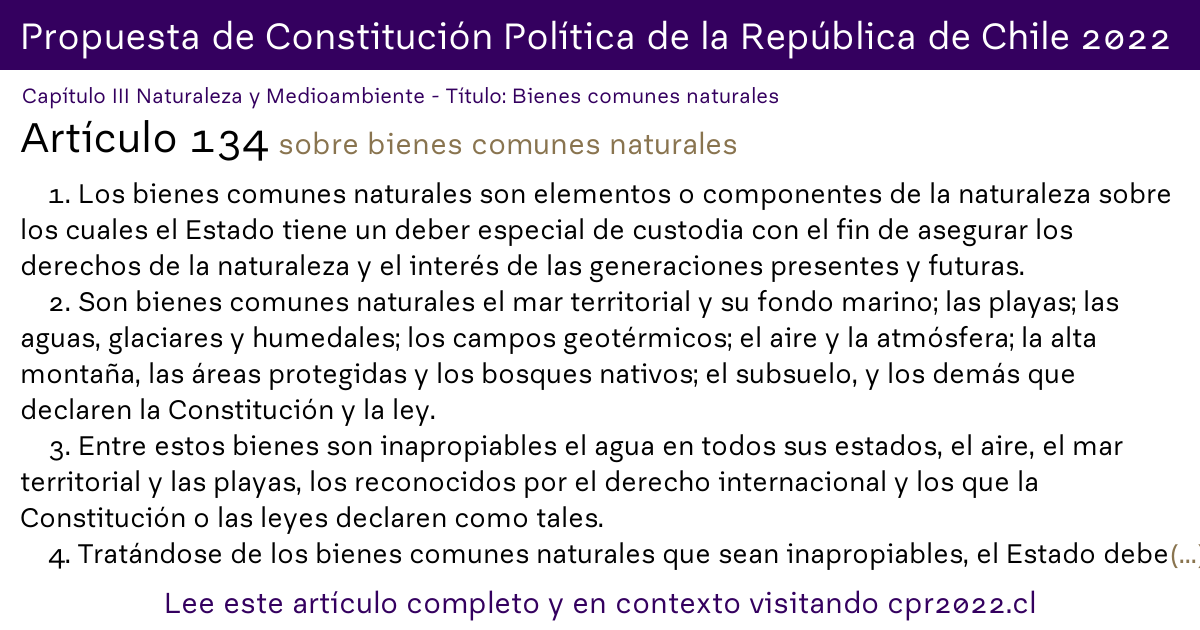 Propuesta de Constitución Política de la República de Chile 2022
Capítulo III Naturaleza y Medioambiente - Título: Bienes comunes naturales
Artículo 134 sobre bienes comunes naturales
1. Los bienes comunes naturales son elementos o componentes de la naturaleza sobre
los cuales el Estado tiene un deber especial de custodia con el fin de asegurar los
derechos de la naturaleza y el interés de las generaciones presentes y futuras.
2. Son bienes comunes naturales el mar territorial y su fondo marino; las playas; las
aguas, glaciares y humedales; los campos geotérmicos; el aire y la atmósfera; la alta
montaña, las áreas protegidas y los bosques nativos; el subsuelo, y los demás que
declaren la Constitución y la ley.
3. Entre estos bienes son inapropiables el agua en todos sus estados, el aire, el mar
territorial y las playas, los reconocidos por el derecho internacional y los que la
Constitución o las leyes declaren como tales.
4. Tratándose de los bienes comunes naturales que sean inapropiables, el Estado debe(...)
Lee este artículo completo y en contexto visitando cpr2022.cl